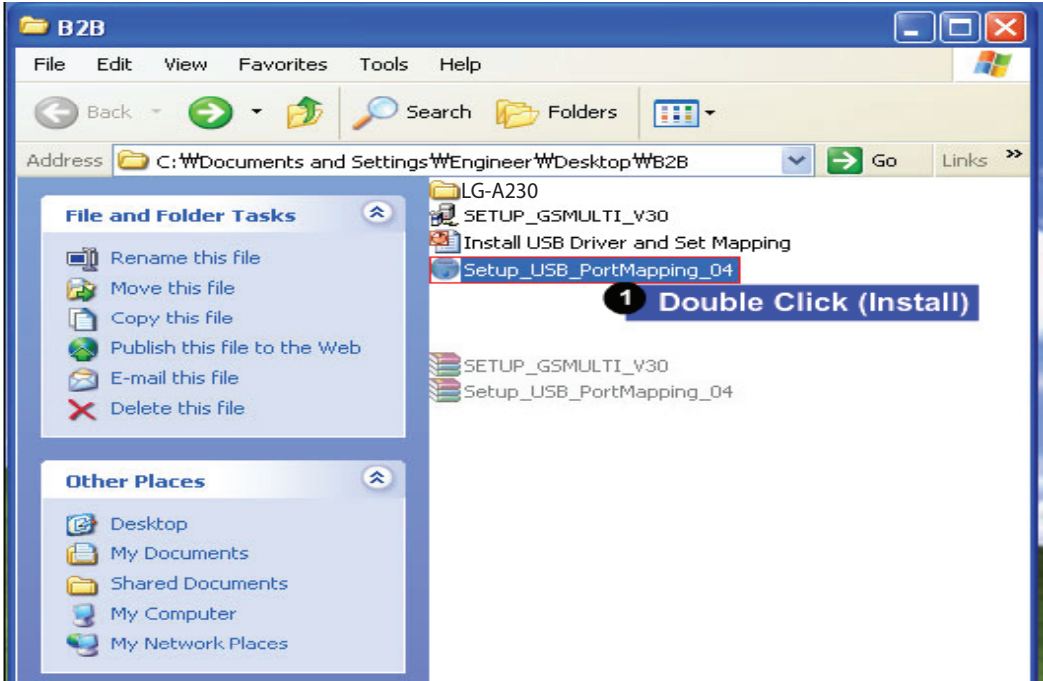 B2B
File Edit View Favorites Tools Help
Back Search Folders
Address C:₩Documents and Settings₩Engineer₩Desktop₩B2B Go Links »
File and Folder Tasks
Rename this file
Move this file
Copy this file
Publish this file to the Web
E-mail this file
Delete this file
Other Places
Desktop
My Documents
Shared Documents
My Computer
My Network Places
LG-A230
SETUP_GSMULTI_V30
Install USB Driver and Set Mapping
Setup_USB_PortMapping_04
1 Double Click (Install)
SETUP_GSMULTI_V30
Setup_USB_PortMapping_04